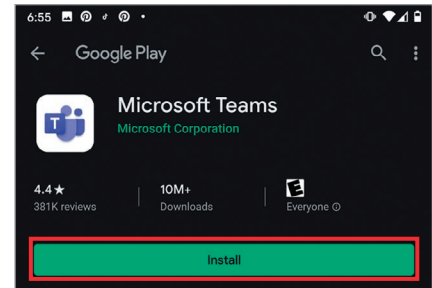 6:55
Google Play
Microsoft Teams
Microsoft Corporation
4.4★
381K reviews
10M+
Downloads
E
Everyone
Install